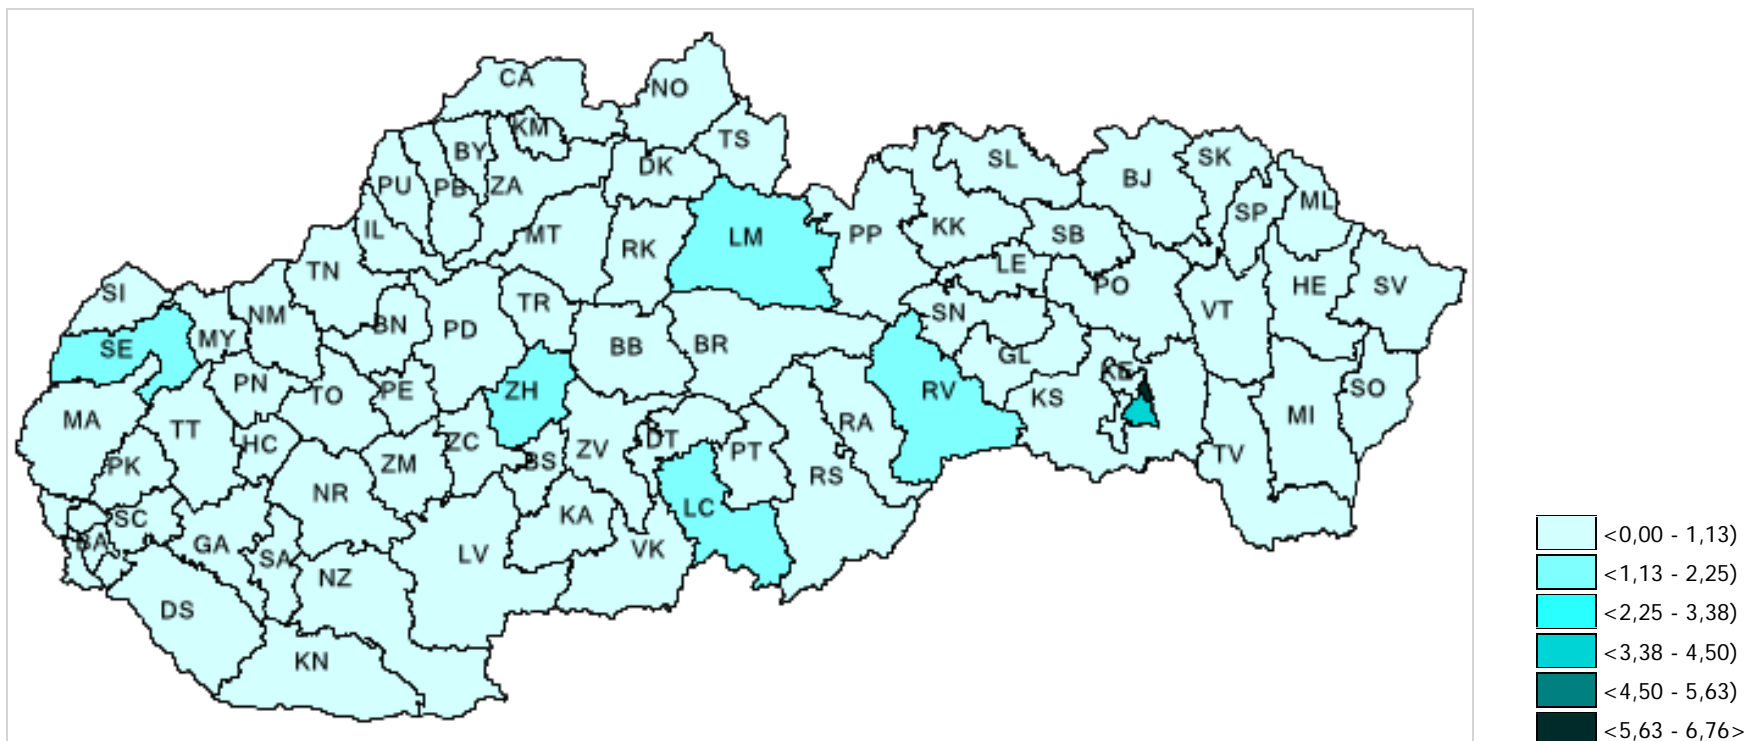 CA
NO
KM
TS
BY
DK
SL
SK
BJ
PU
PB
ZA
ML
SP
IL
MT
RK
LM
PP
KK
SB
TN
LE
PO
HE
SV
SI
NM
BN
PD
TR
SN
VT
MY
SE
BB
BR
GL
KE
PN
TO
PE
ZH
RV
KS
SO
MA
TT
HC
ZC
BS
ZV
DT
PT
RA
MI
PK
ZM
RS
TV
NR
SC
LC
KA
BA
GA
SA
LV
VK
NZ
DS
KN
<0,00 - 1,13)
<1,13 - 2,25)
<2,25 - 3,38)
<3,38 - 4,50)
<4,50 - 5,63)
<5,63 - 6,76>